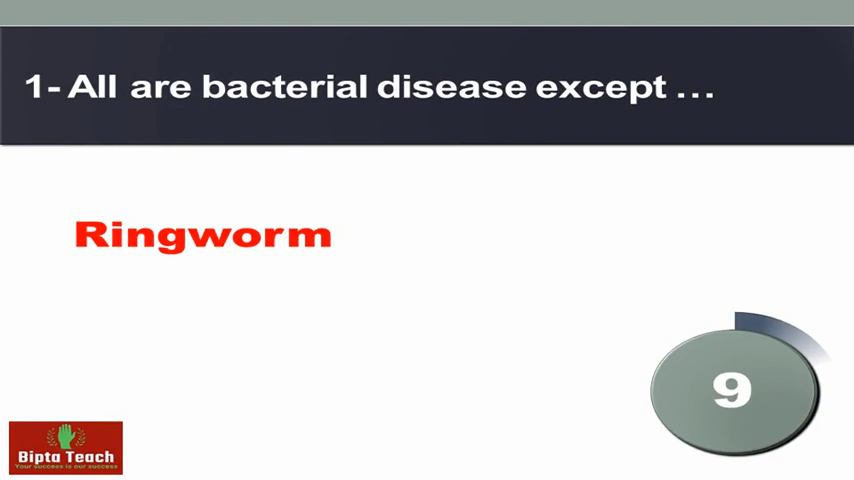 1- All are bacterial disease except ...
Ringworm
9
Bipta Teach
Your success is our success